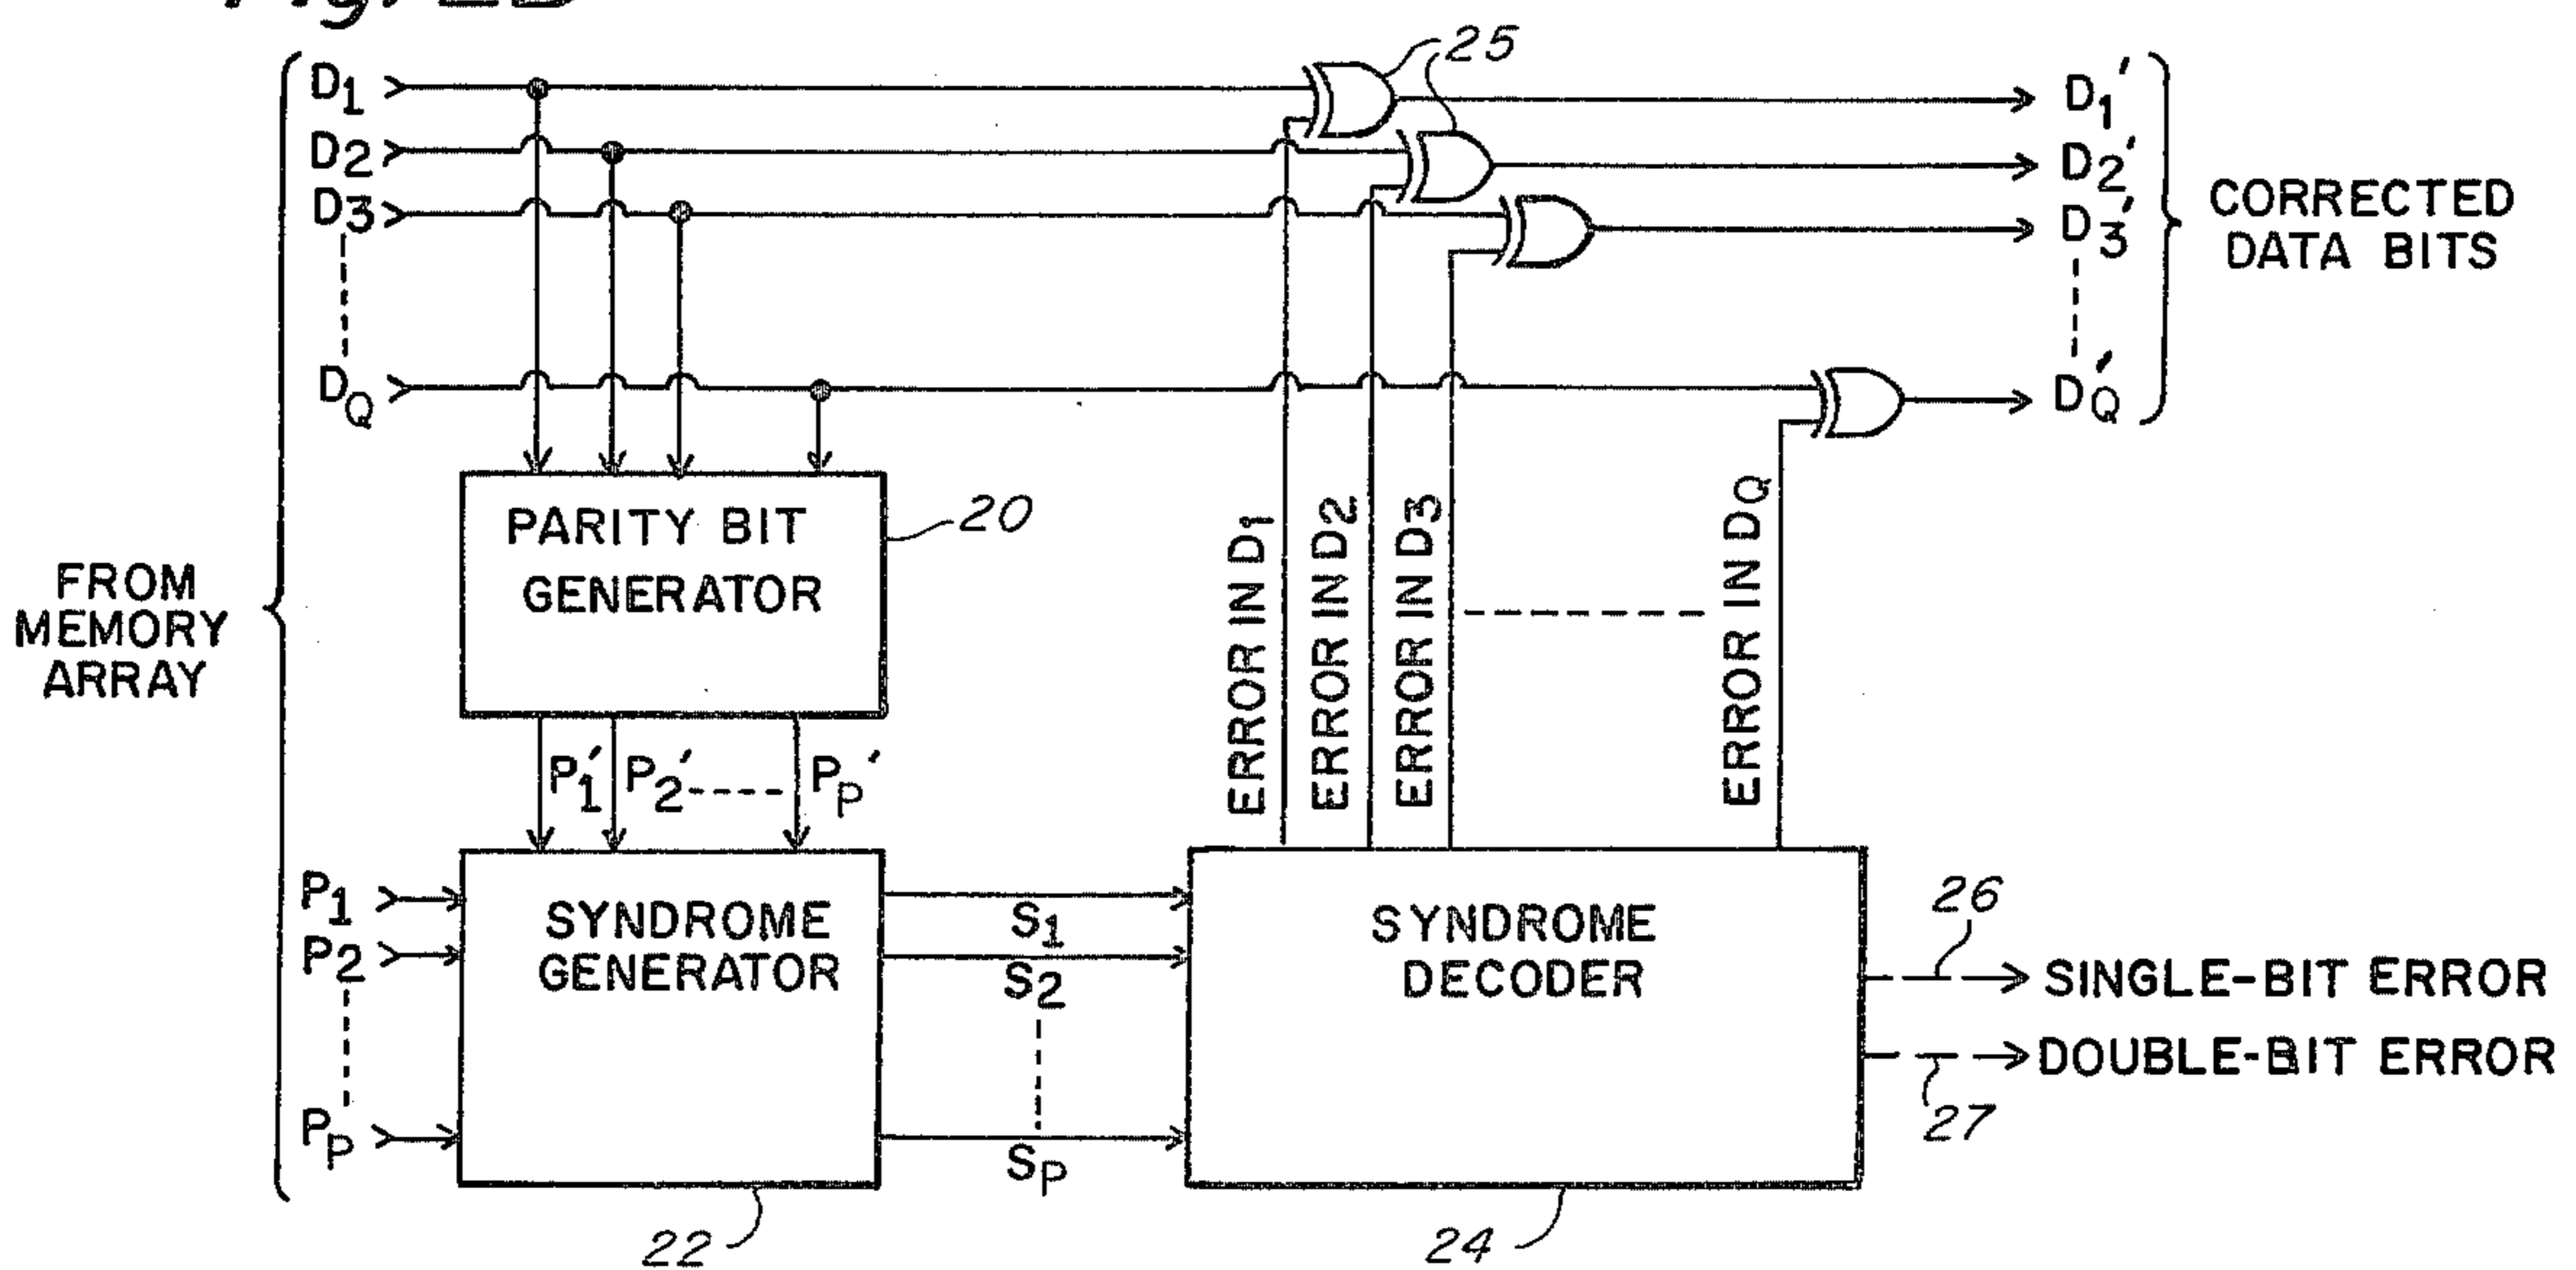 D1
D2
D3
DQ
25
D1'
D2'
D3'
D'Q
CORRECTED
DATA BITS
FROM
MEMORY
ARRAY
PARITY BIT
GENERATOR
20
ERROR IN D1
ERROR IN D2
ERROR IN D3
ERROR IN DQ
P1'
P2'
Pp'
P1
P2
Pp
SYNDROME
GENERATOR
22
S1
S2
Sp
SYNDROME
DECODER
24
26
SINGLE-BIT ERROR
DOUBLE-BIT ERROR
27